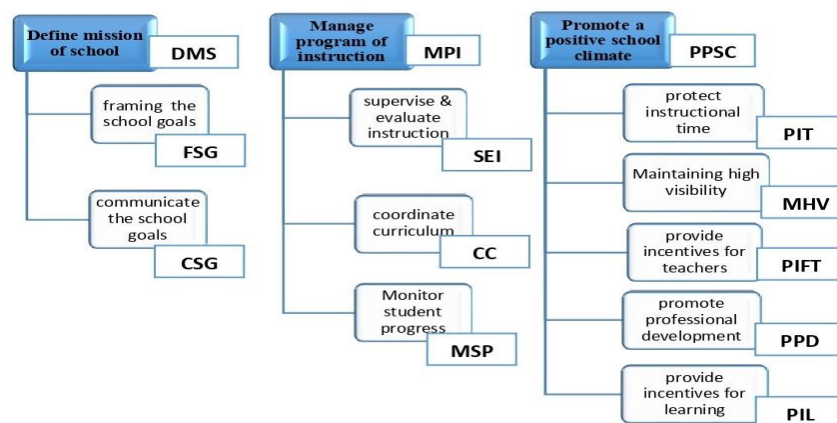 Define mission
of school
DMS
framing the
school goals
FSG
communicate
the school
goals
CSG
Manage
program of
instruction
MPI
supervise &
evaluate
instruction
SEI
coordinate
curriculum
CC
Monitor
student
progress
MSP
Promote a
positive school
climate
PPSC
protect
instructional
time
PIT
Maintaining high
visibility
MHV
provide
incentives for
teachers
PIFT
promote
professional
development
PPD
provide
incentives for
learning
PIL